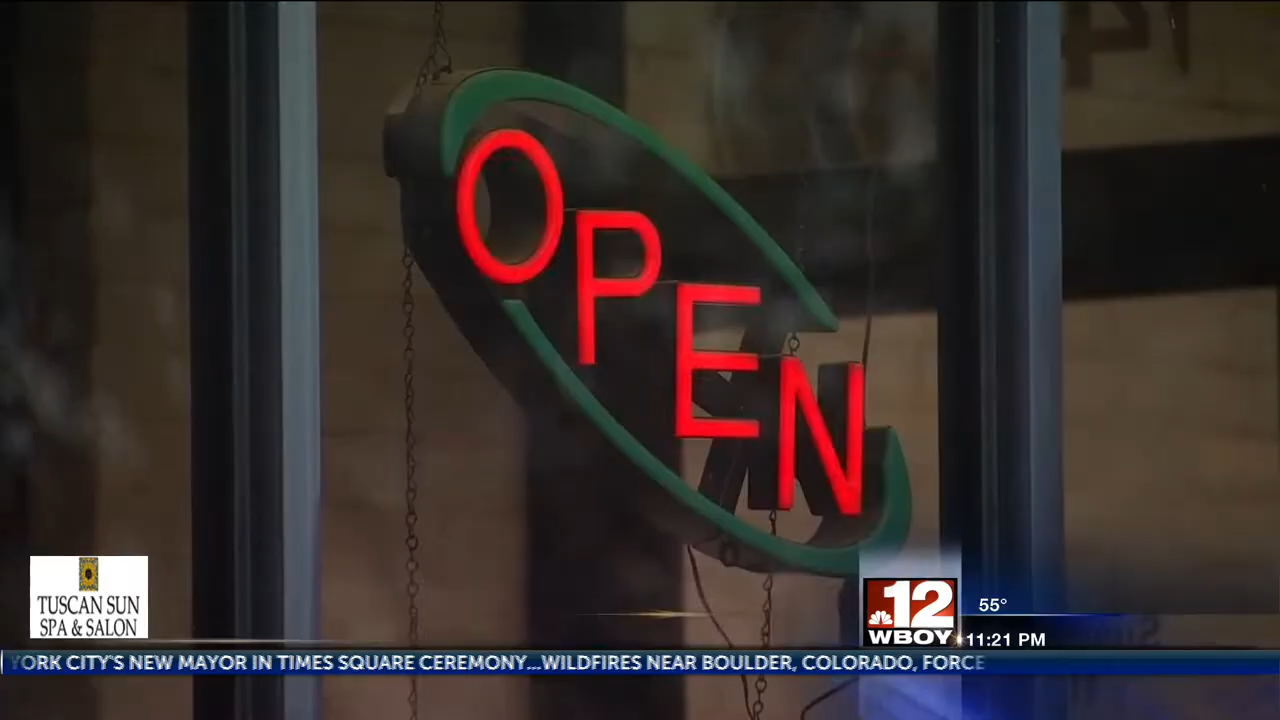 OPEN
TUSCAN SUN
SPA & SALON
12
WBOY
55°
11:21 PM
YORK CITY'S NEW MAYOR IN TIMES SQUARE CEREMONY...WILDFIRES NEAR BOULDER, COLORADO, FORCE